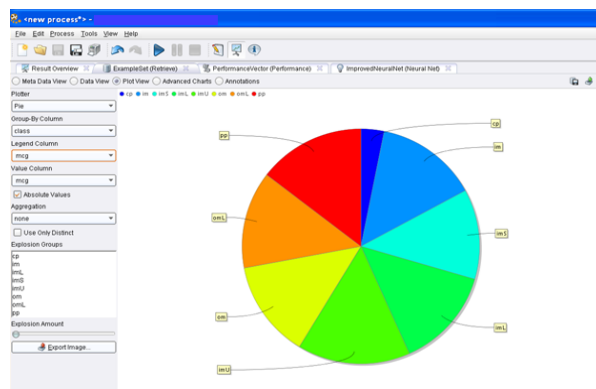 <new process*> -
File Edit Process Tools View Help
Result Overview ExampleSet (Retrieve) PerformanceVector (Performance) ImprovedNeuralNet (Neural Net)
Meta Data View Data View Plot View Advanced Charts Annotations
Plotter
cp im imS imL imU om omL pp
Pie
Group-By Column
class
Legend Column
mcg
Value Column
mcg
Absolute Values
Aggregation
none
Use Only Distinct
Explosion Groups
cp
im
imL
imS
imU
om
omL
pp
Explosion Amount
Export Image...
cp
pp
im
omL
imS
om
imL
imU